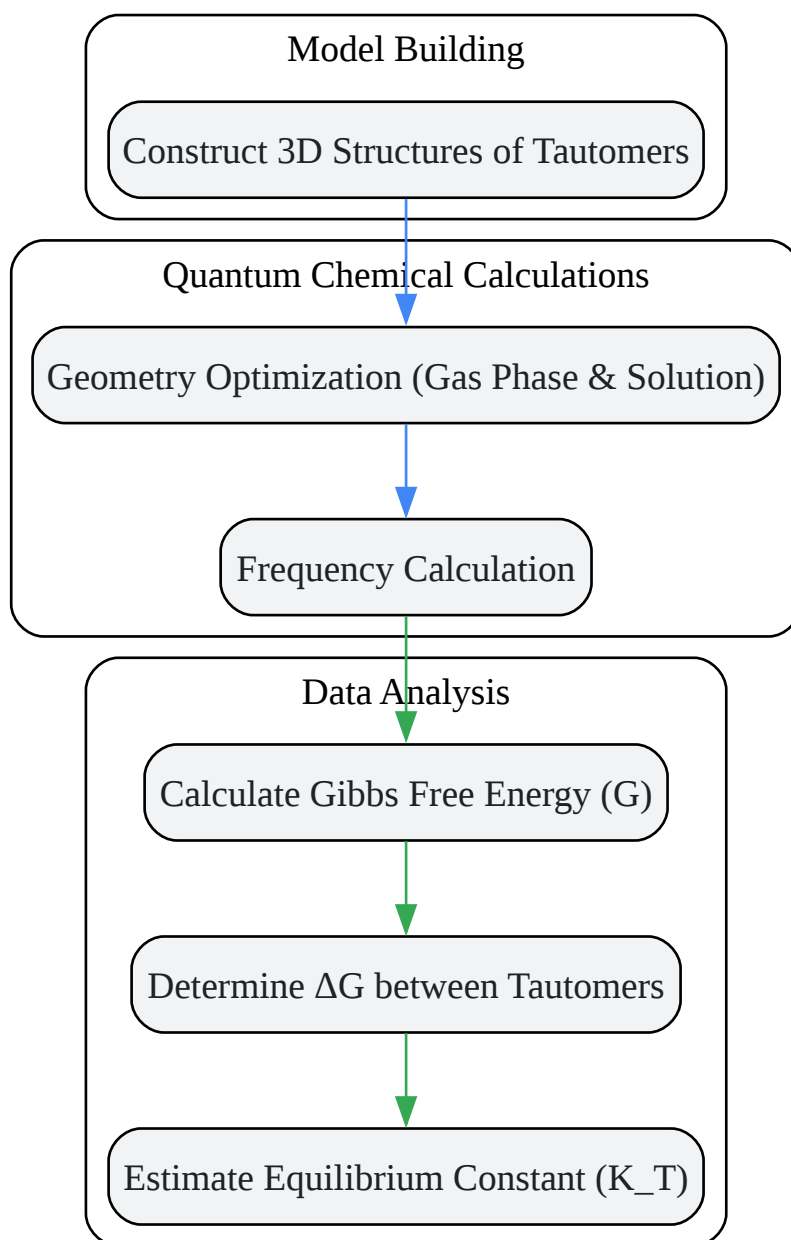 Model Building
Construct 3D Structures of Tautomers
Quantum Chemical Calculations
Geometry Optimization (Gas Phase & Solution)
Frequency Calculation
Data Analysis
Calculate Gibbs Free Energy (G)
Determine ΔG between Tautomers
Estimate Equilibrium Constant (K_T)